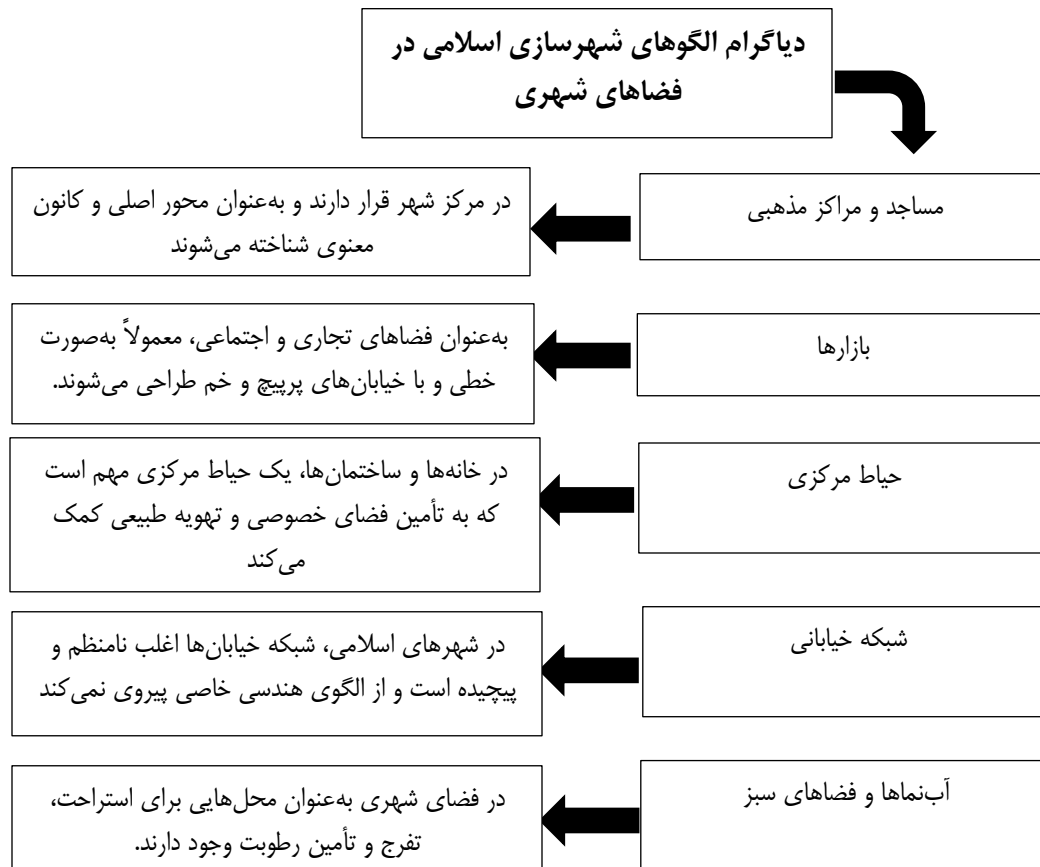 دیاگرام الگوهای شهرسازی اسلامی در
فضاهای شهری
مساجد و مراکز مذهبی
در مرکز شهر قرار دارند و به‌عنوان محور اصلی و کانون
معنوی شناخته می‌شوند
بازارها
به‌عنوان فضاهای تجاری و اجتماعی، معمولاً به‌صورت
خطی و با خیابان‌های پرپیچ و خم طراحی می‌شوند.
حیاط مرکزی
در خانه‌ها و ساختمان‌ها، یک حیاط مرکزی مهم است
که به تأمین فضای خصوصی و تهویه طبیعی کمک
می‌کند
شبکه خیابانی
در شهرهای اسلامی، شبکه خیابان‌ها اغلب نامنظم و
پیچیده است و از الگوی هندسی خاصی پیروی نمی‌کند
آب‌نماها و فضاهای سبز
در فضای شهری به‌عنوان محل‌هایی برای استراحت،
تفرج و تأمین رطوبت وجود دارند.